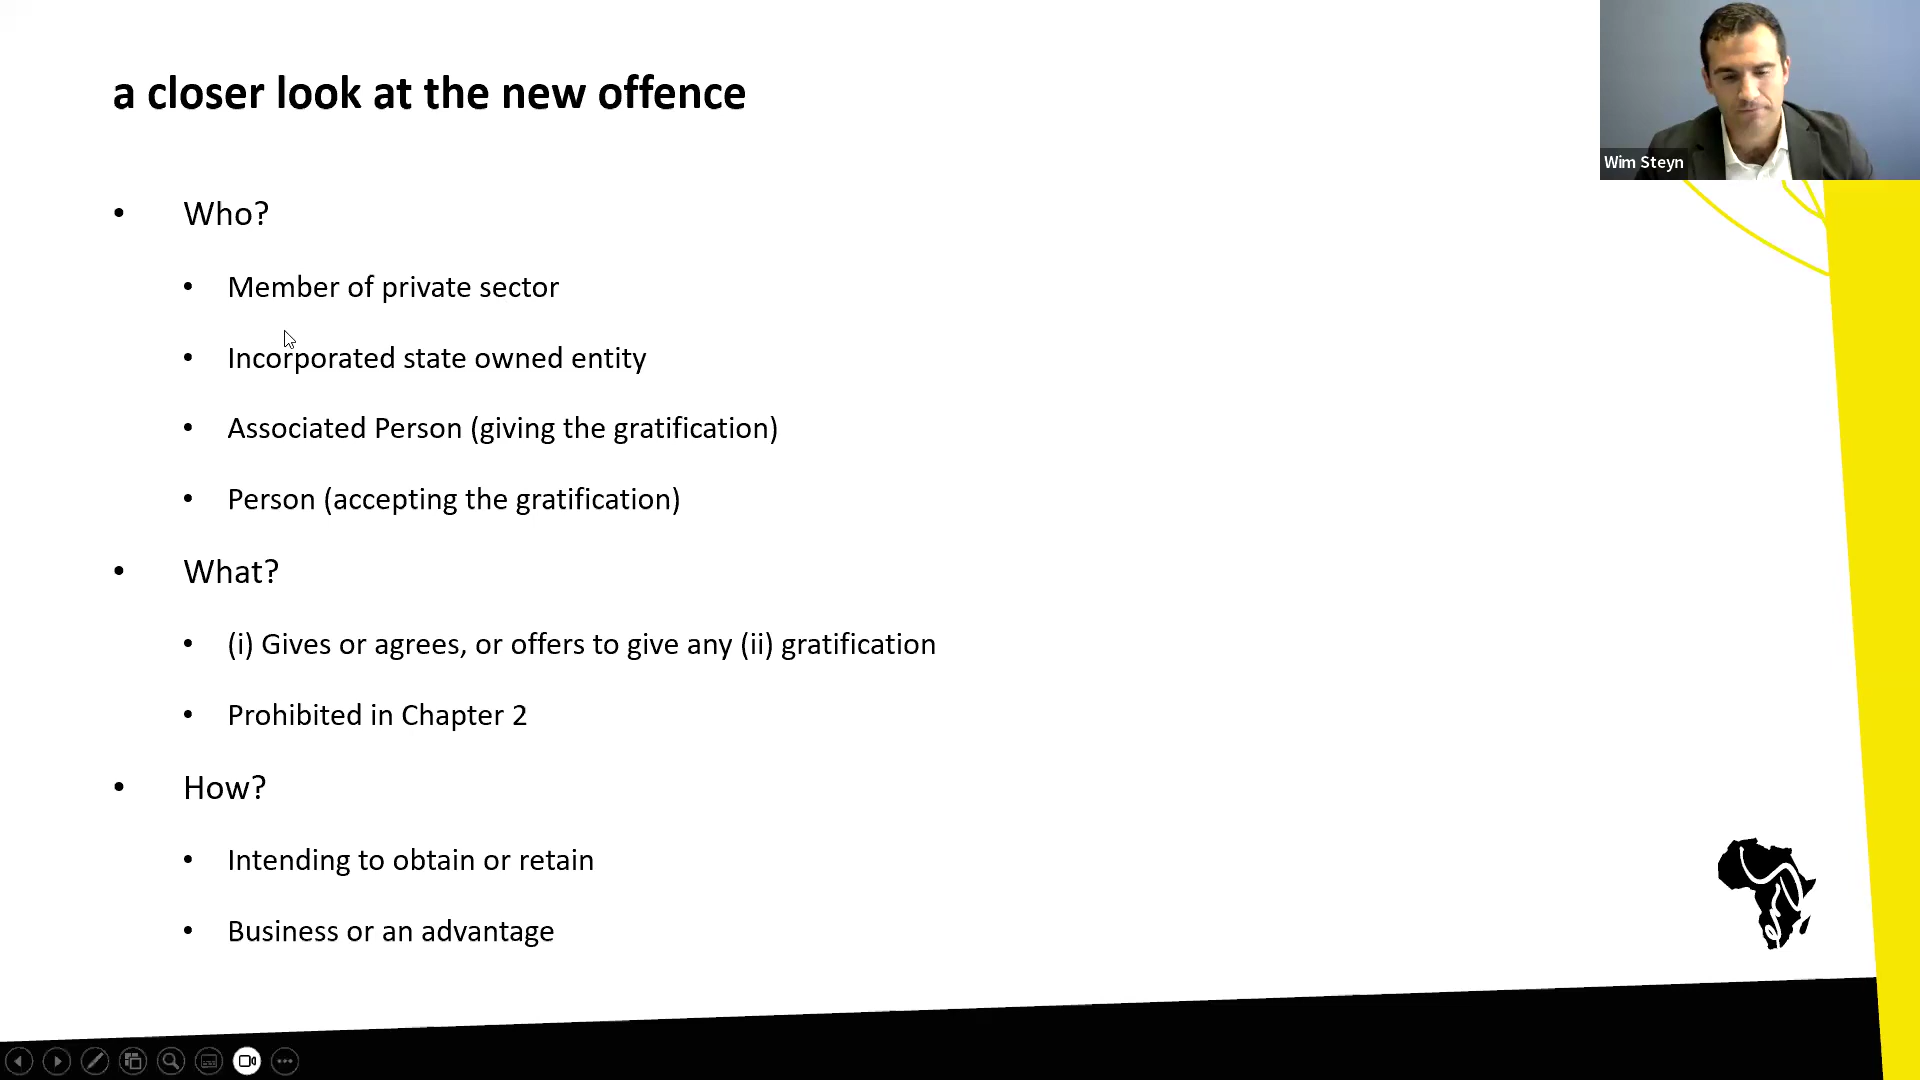 a closer look at the new offence
Wim Steyn
• Who?
• Member of private sector
• Incorporated state owned entity
• Associated Person (giving the gratification)
• Person (accepting the gratification)
• What?
• (i) Gives or agrees, or offers to give any (ii) gratification
• Prohibited in Chapter 2
• How?
• Intending to obtain or retain
• Business or an advantage